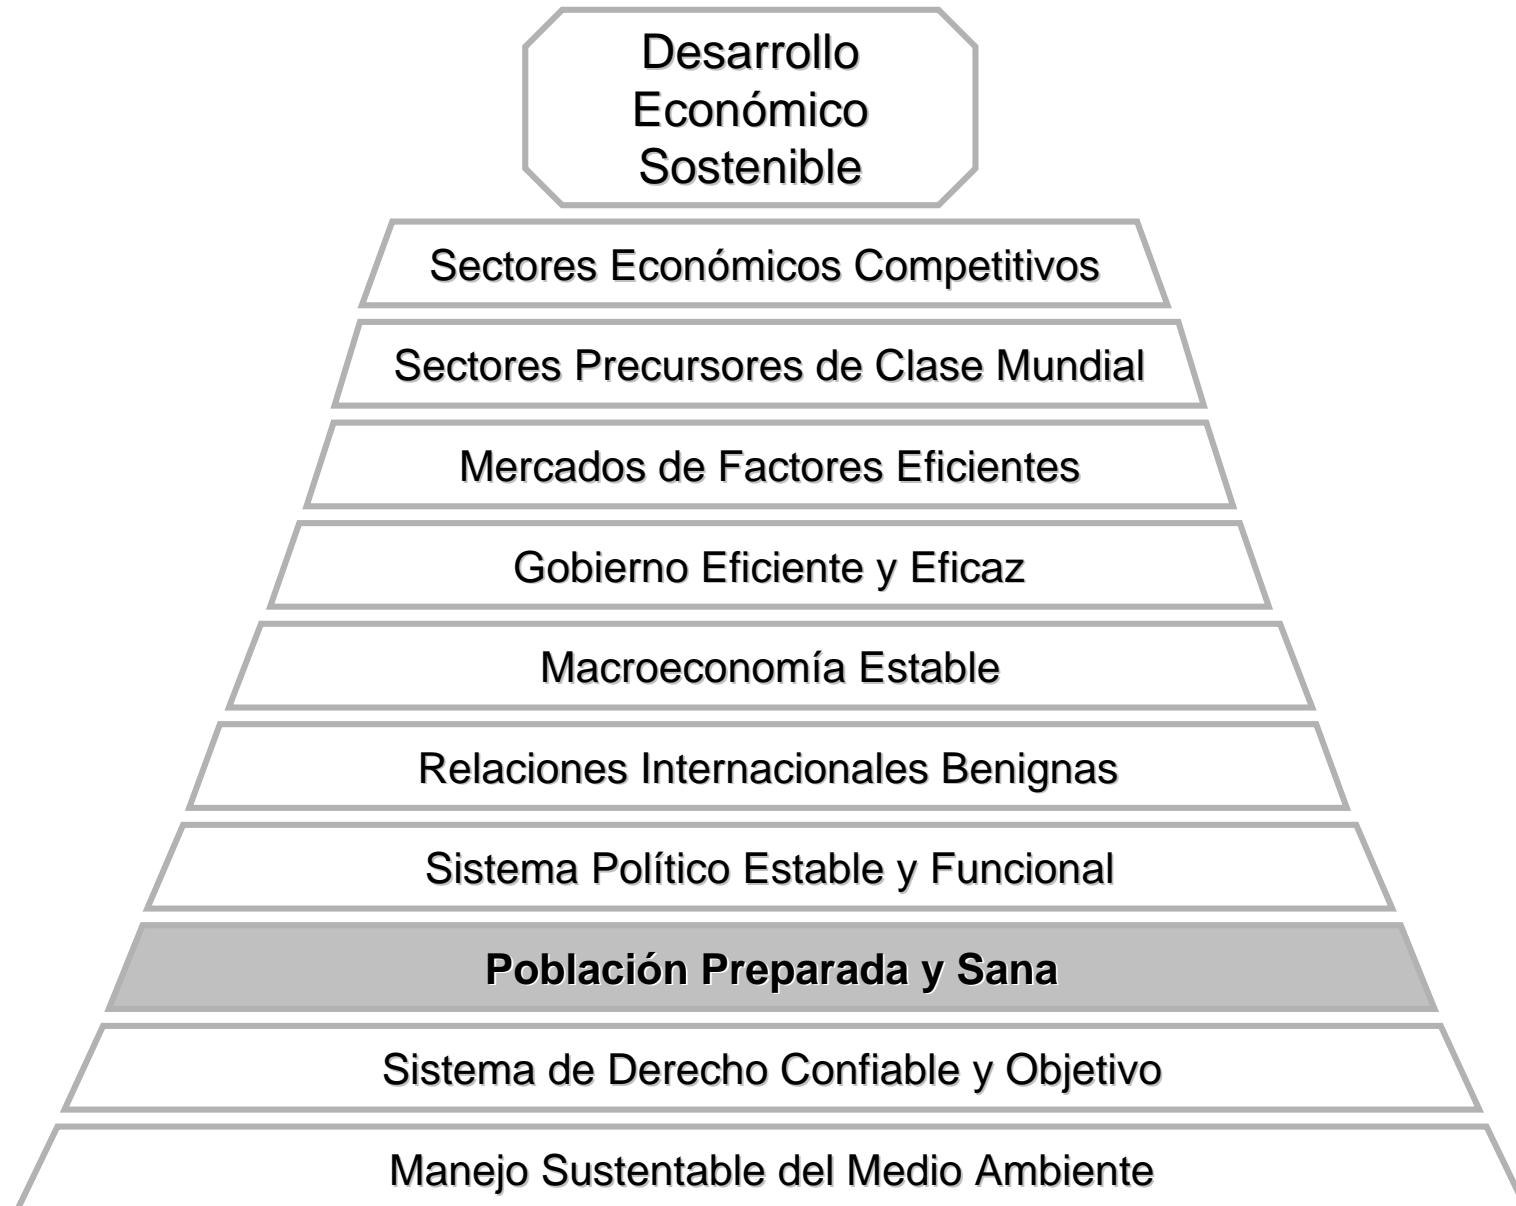 Desarrollo
Económico
Sostenible
Sectores Económicos Competitivos
Sectores Precursores de Clase Mundial
Mercados de Factores Eficientes
Gobierno Eficiente y Eficaz
Macroeconomía Estable
Relaciones Internacionales Benignas
Sistema Político Estable y Funcional
Población Preparada y Sana
Sistema de Derecho Confiable y Objetivo
Manejo Sustentable del Medio Ambiente